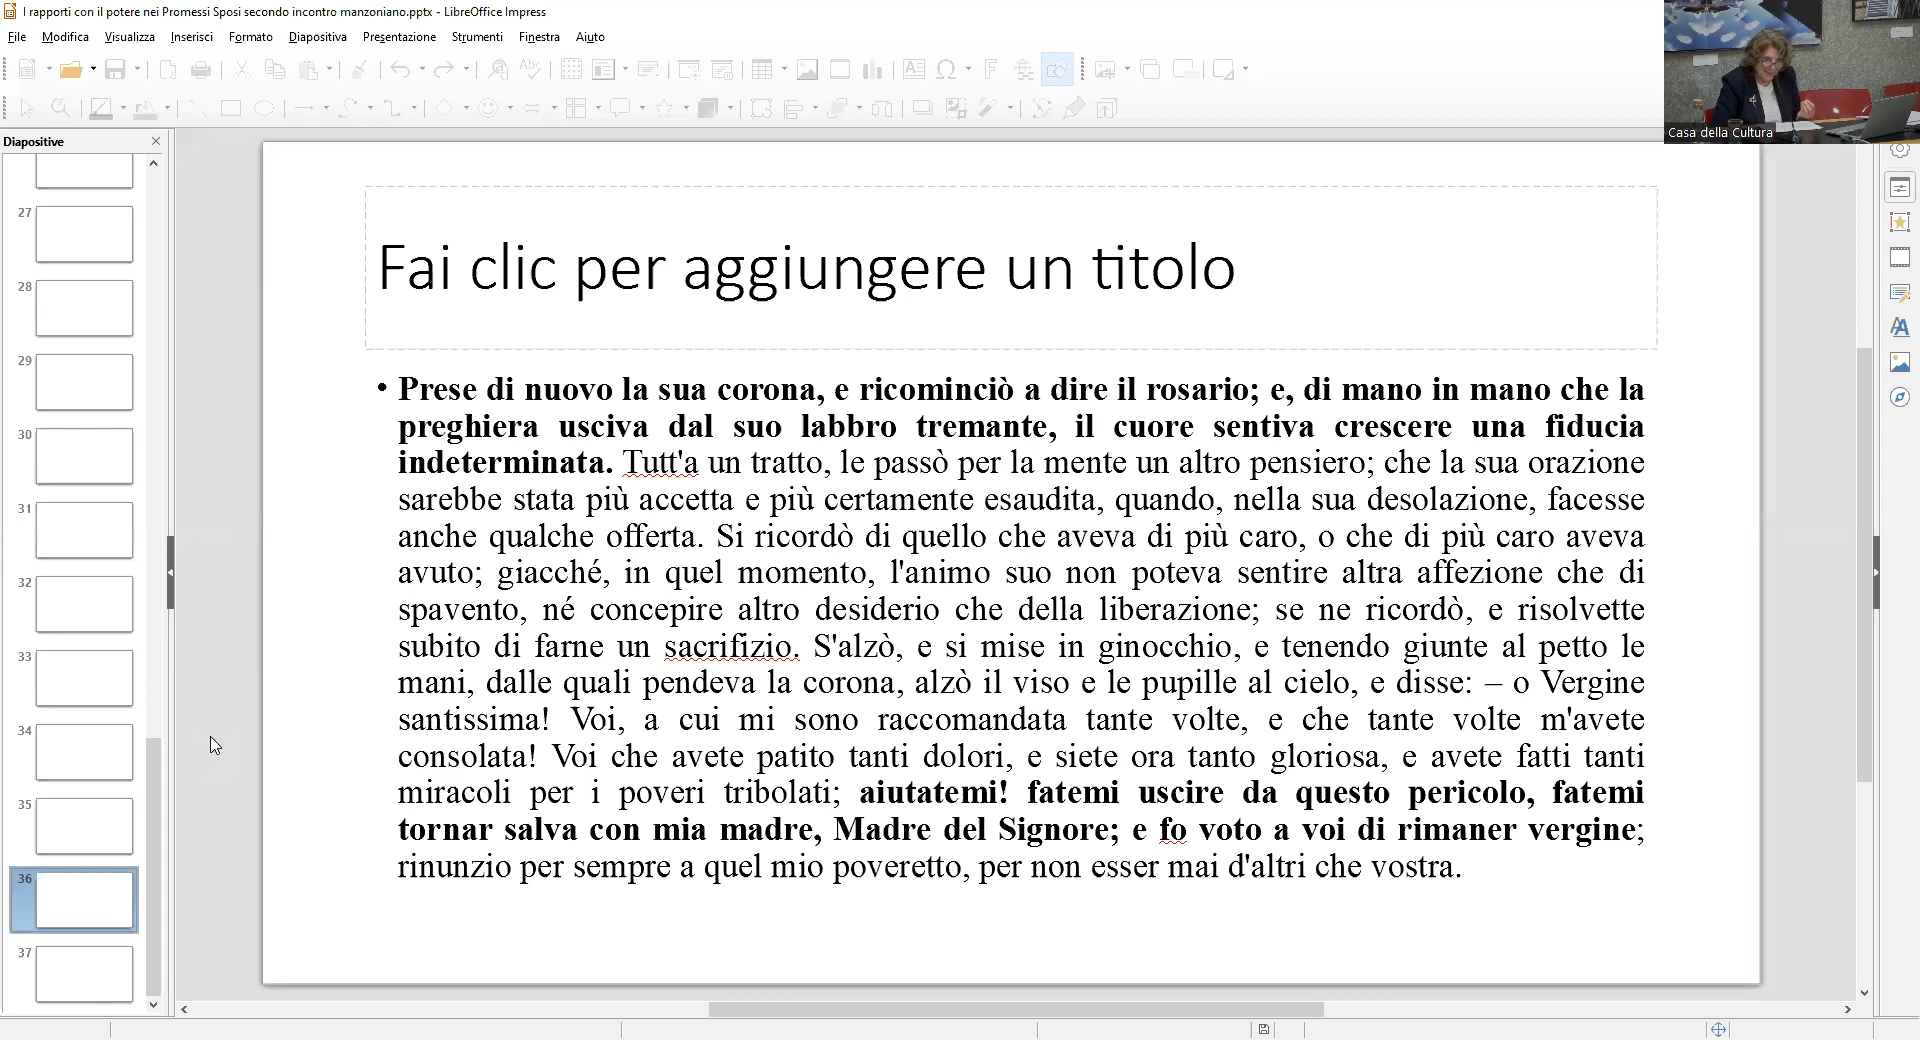 I rapporti con il potere nei Promessi Sposi secondo incontro manzoniano.pptx - LibreOffice Impress
File Modifica Visualizza Inserisci Formato Diapositiva Presentazione Strumenti Finestra Aiuto
Casa della Cultura
Diapositive
27
28
29
30
31
32
33
34
35
36
37
Fai clic per aggiungere un titolo
• Prese di nuovo la sua corona, e ricominciò a dire il rosario; e, di mano in mano che la
preghiera usciva dal suo labbro tremante, il cuore sentiva crescere una fiducia
indeterminata. Tutt'a un tratto, le passò per la mente un altro pensiero; che la sua orazione
sarebbe stata più accetta e più certamente esaudita, quando, nella sua desolazione, facesse
anche qualche offerta. Si ricordò di quello che aveva di più caro, o che di più caro aveva
avuto; giacché, in quel momento, l'animo suo non poteva sentire altra affezione che di
spavento, né concepire altro desiderio che della liberazione; se ne ricordò, e risolvette
subito di farne un sacrifizio. S'alzò, e si mise in ginocchio, e tenendo giunte al petto le
mani, dalle quali pendeva la corona, alzò il viso e le pupille al cielo, e disse: – o Vergine
santissima! Voi, a cui mi sono raccomandata tante volte, e che tante volte m'avete
consolata! Voi che avete patito tanti dolori, e siete ora tanto gloriosa, e avete fatti tanti
miracoli per i poveri tribolati; aiutatemi! fatemi uscire da questo pericolo, fatemi
tornar salva con mia madre, Madre del Signore; e fo voto a voi di rimaner vergine;
rinunzio per sempre a quel mio poveretto, per non esser mai d'altri che vostra.